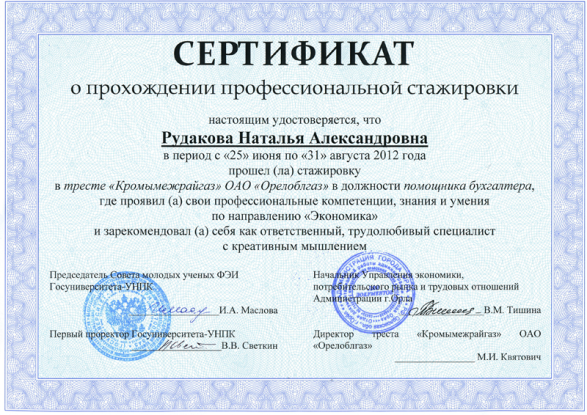 СЕРТИФИКАТ
о прохождении профессиональной стажировки
настоящим удостоверяется, что
Рудакова Наталья Александровна
в период с «25» июня по «31» августа 2012 года
прошел (ла) стажировку
в тресте «Кромымежрайгаз» ОАО «Орелоблгаз» в должности помощника бухгалтера,
где проявил (а) свои профессиональные компетенции, знания и умения
по направлению «Экономика»
и зарекомендовал (а) себя как ответственный, трудолюбивый специалист
с креативным мышлением
Председатель Совета молодых ученых ФЭИ
Госуниверситета-УНПК
И.А. Маслова
Первый проректор Госуниверситета-УНПК
В.В. Светкин
Начальник Управления экономики,
потребительского рынка и трудовых отношений
Администрации г.Орла
В.М. Тишина
Директор треста «Кромымежрайгаз» ОАО
«Орелоблгаз»
М.И. Квятович